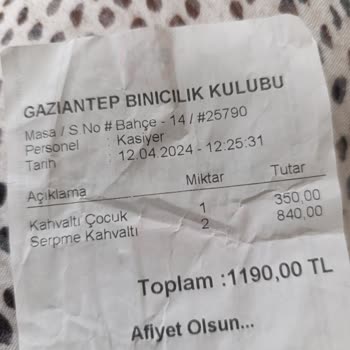 GAZIANTEP BINICILIK KULUBU
Masa / S No # Bahçe - 14 / #25790
Personel : Kasiyer
Tarih : 12.04.2024 - 12:25:31
Açıklama Miktar Tutar
Kahvaltı Çocuk 1 350,00
Serpme Kahvaltı 2 840,00
Toplam :1190,00 TL
Afiyet Olsun...